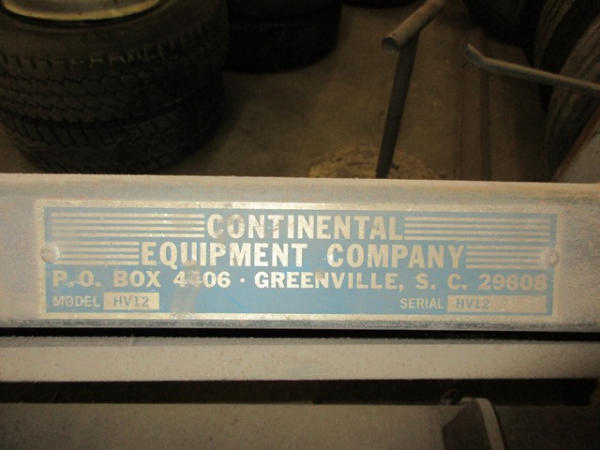 CONTINENTAL
EQUIPMENT COMPANY
P.O. BOX 4406 · GREENVILLE, S. C. 29608
MODEL HV12 SERIAL HV12